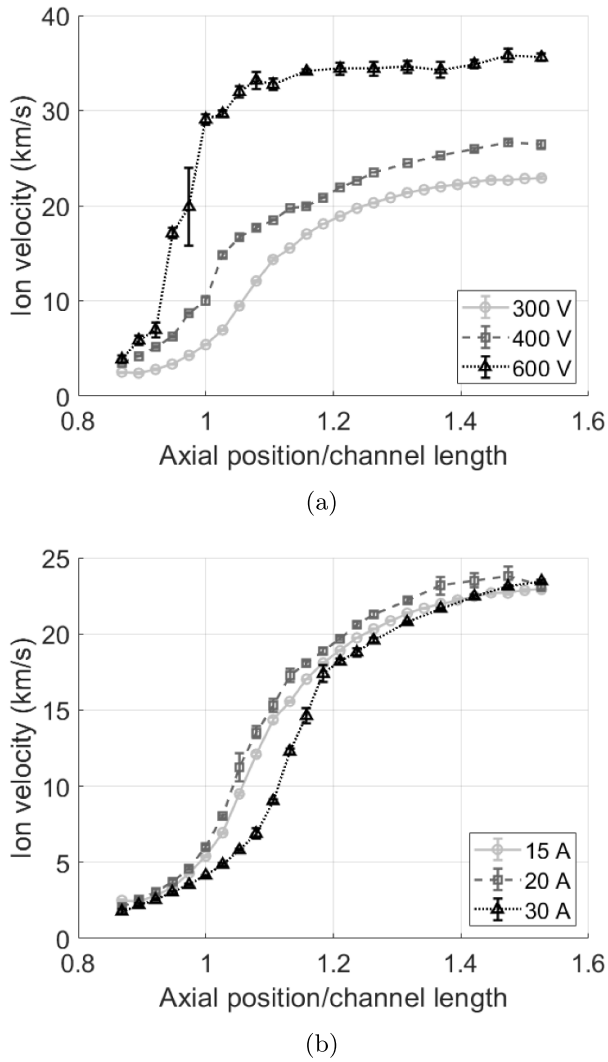 40
30
20
10
0
Ion velocity (km/s)
300 V
400 V
600 V
0.8 1 1.2 1.4 1.6
Axial position/channel length
(a)
25
20
15
10
5
0
Ion velocity (km/s)
15 A
20 A
30 A
0.8 1 1.2 1.4 1.6
Axial position/channel length
(b)